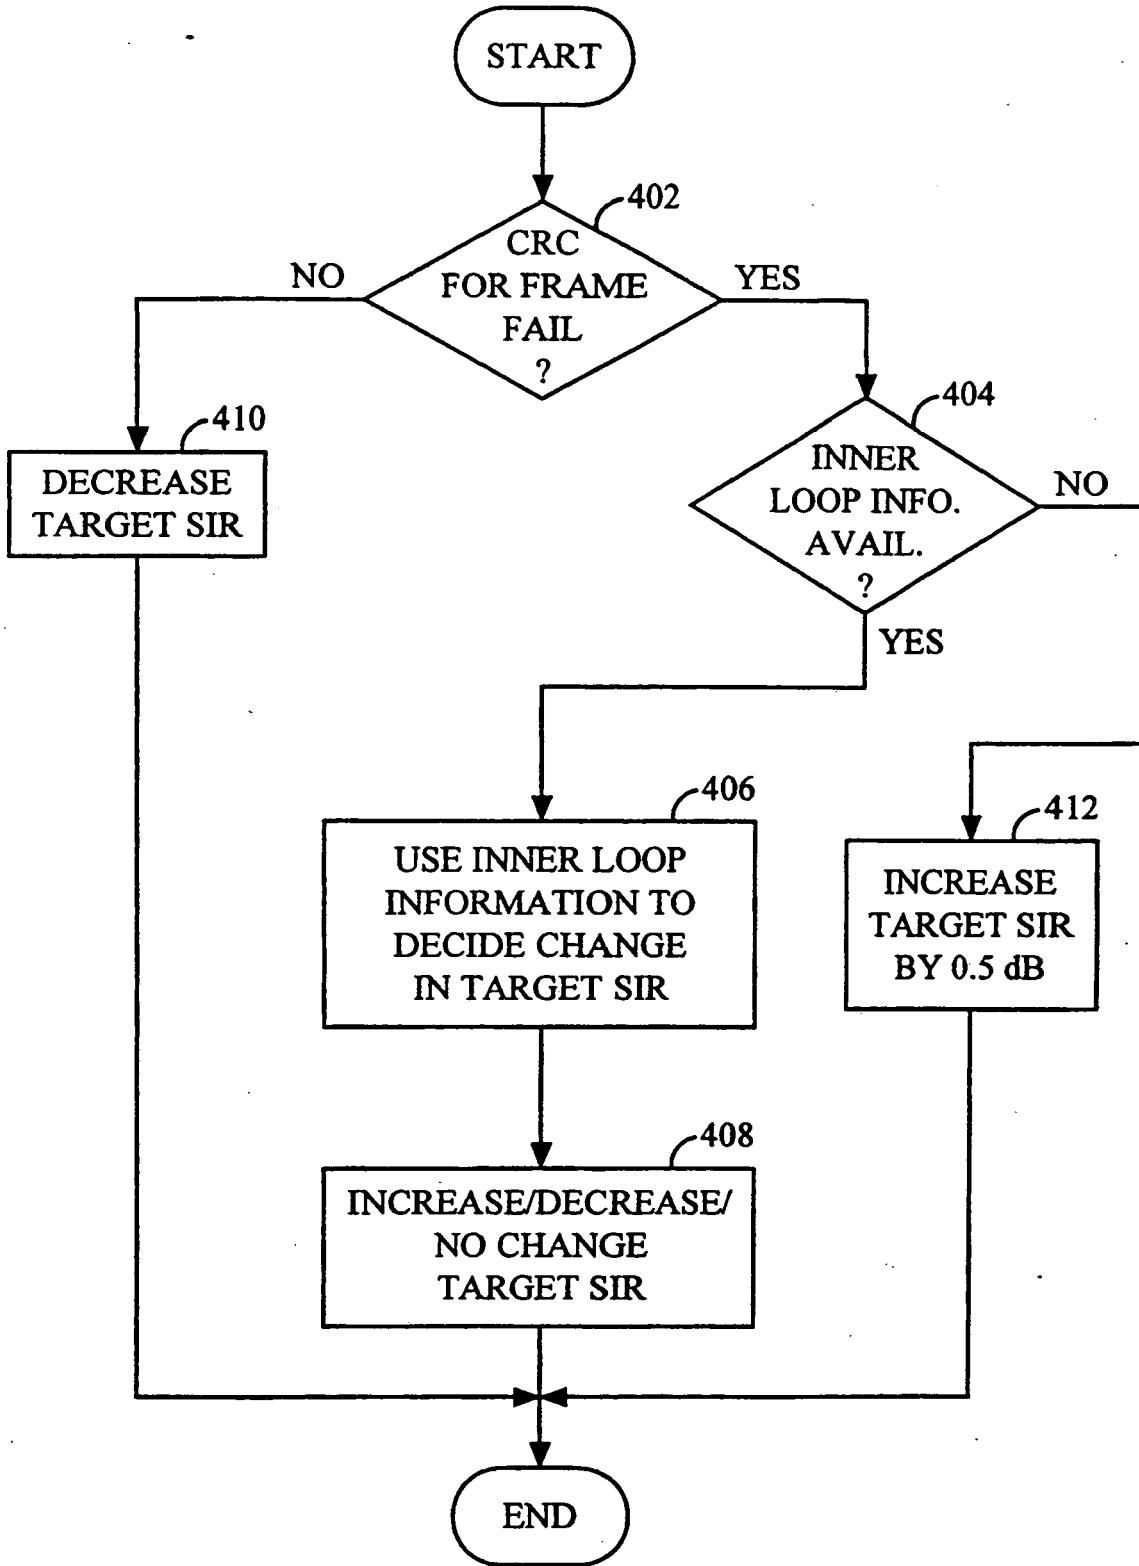 START
402
CRC
FOR FRAME
FAIL
?
NO
YES
404
INNER
LOOP INFO.
AVAIL.
?
NO
YES
410
DECREASE
TARGET SIR
406
USE INNER LOOP
INFORMATION TO
DECIDE CHANGE
IN TARGET SIR
412
INCREASE
TARGET SIR
BY 0.5 dB
408
INCREASE/DECREASE/
NO CHANGE
TARGET SIR
END